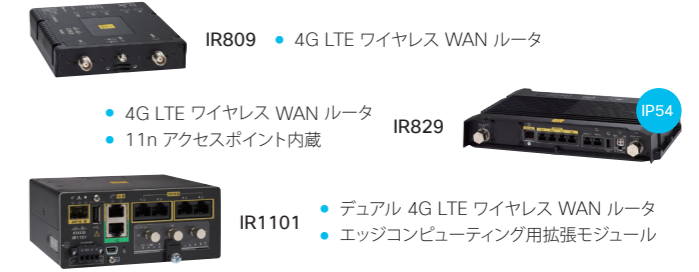 IR809 • 4G LTE ワイヤレス WAN ルータ
• 4G LTE ワイヤレス WAN ルータ
• 11n アクセスポイント内蔵
IR829
IP54
IR1101
• デュアル 4G LTE ワイヤレス WAN ルータ
• エッジコンピューティング用拡張モジュール